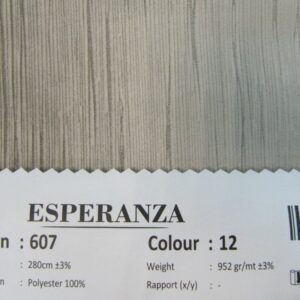 ESPERANZA
n : 607 Colour : 12
: 280cm ±3% Weight : 952 gr/mt ±3%
n : Polyester 100% Rapport (x/y) : -